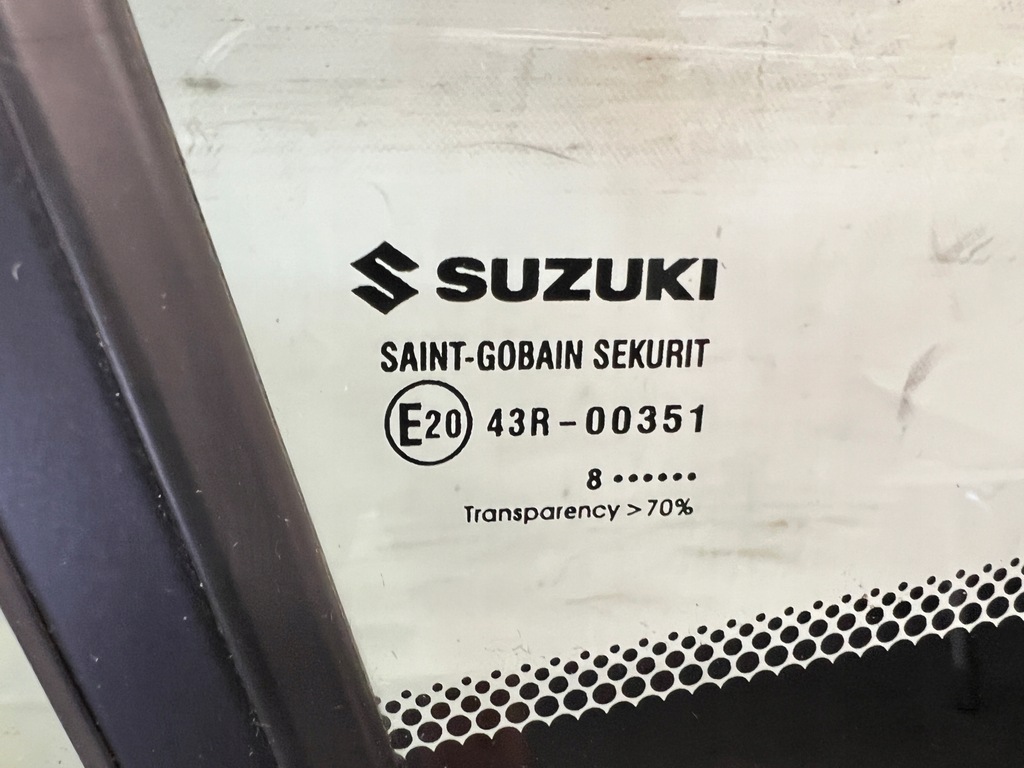 SUZUKI
SAINT-GOBAIN SEKURIT
E20 43R-00351
8 ••••••
Transparency > 70%